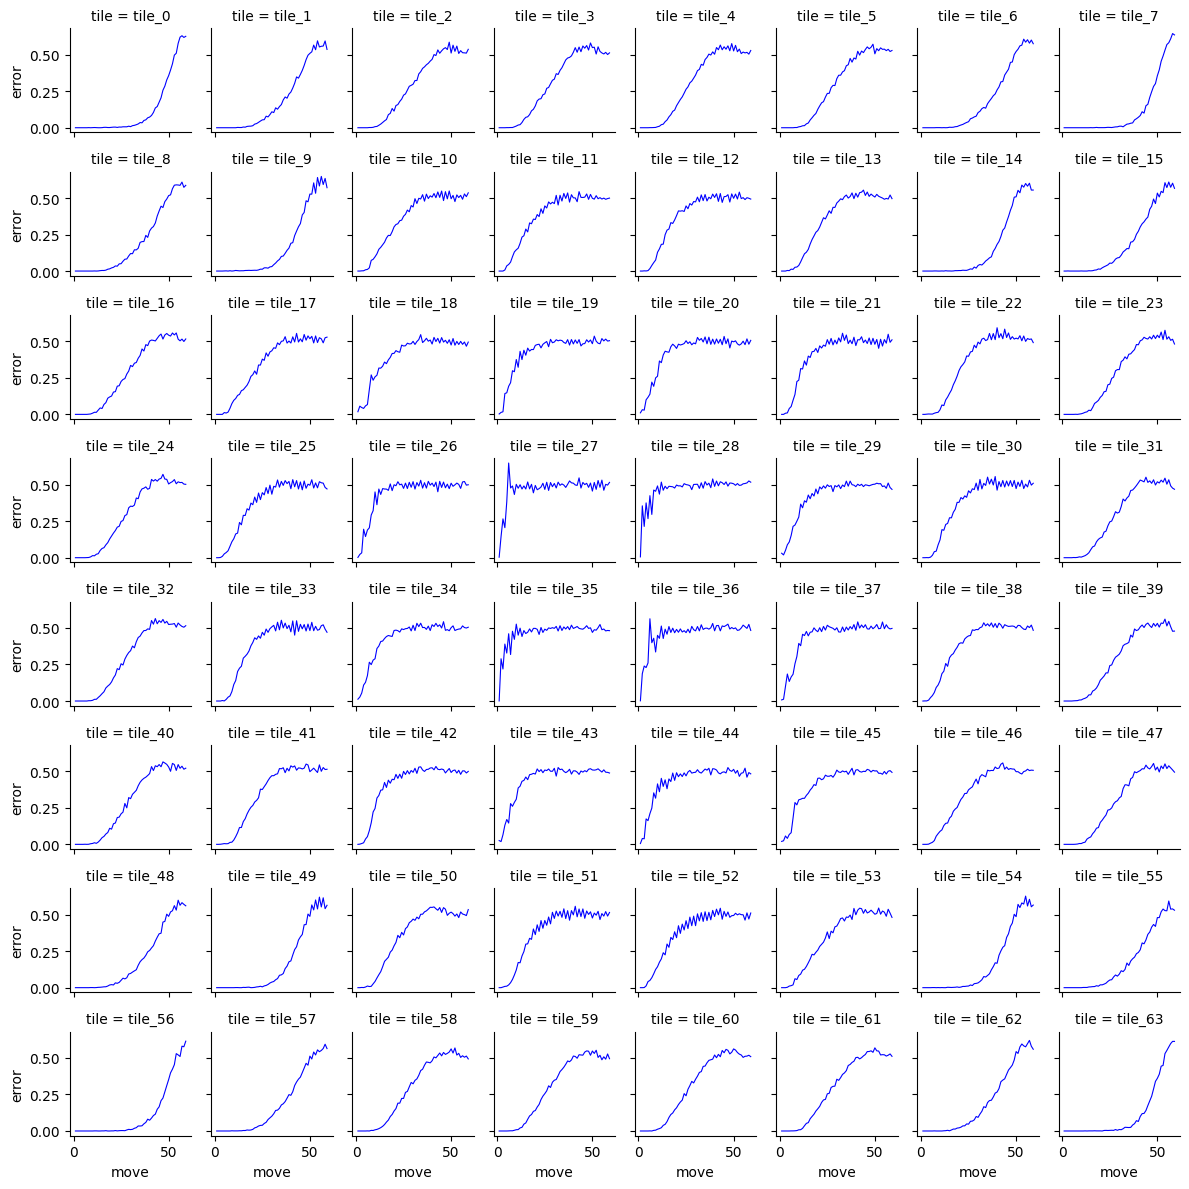 tile = tile_0 tile = tile_1 tile = tile_2 tile = tile_3 tile = tile_4 tile = tile_5 tile = tile_6 tile = tile_7
error
0.50
0.25
0.00
tile = tile_8 tile = tile_9 tile = tile_10 tile = tile_11 tile = tile_12 tile = tile_13 tile = tile_14 tile = tile_15
error
0.50
0.25
0.00
tile = tile_16 tile = tile_17 tile = tile_18 tile = tile_19 tile = tile_20 tile = tile_21 tile = tile_22 tile = tile_23
error
0.50
0.25
0.00
tile = tile_24 tile = tile_25 tile = tile_26 tile = tile_27 tile = tile_28 tile = tile_29 tile = tile_30 tile = tile_31
error
0.50
0.25
0.00
tile = tile_32 tile = tile_33 tile = tile_34 tile = tile_35 tile = tile_36 tile = tile_37 tile = tile_38 tile = tile_39
error
0.50
0.25
0.00
tile = tile_40 tile = tile_41 tile = tile_42 tile = tile_43 tile = tile_44 tile = tile_45 tile = tile_46 tile = tile_47
error
0.50
0.25
0.00
tile = tile_48 tile = tile_49 tile = tile_50 tile = tile_51 tile = tile_52 tile = tile_53 tile = tile_54 tile = tile_55
error
0.50
0.25
0.00
tile = tile_56 tile = tile_57 tile = tile_58 tile = tile_59 tile = tile_60 tile = tile_61 tile = tile_62 tile = tile_63
error
0.50
0.25
0.00
0 50 0 50 0 50 0 50 0 50 0 50 0 50 0 50
move move move move move move move move